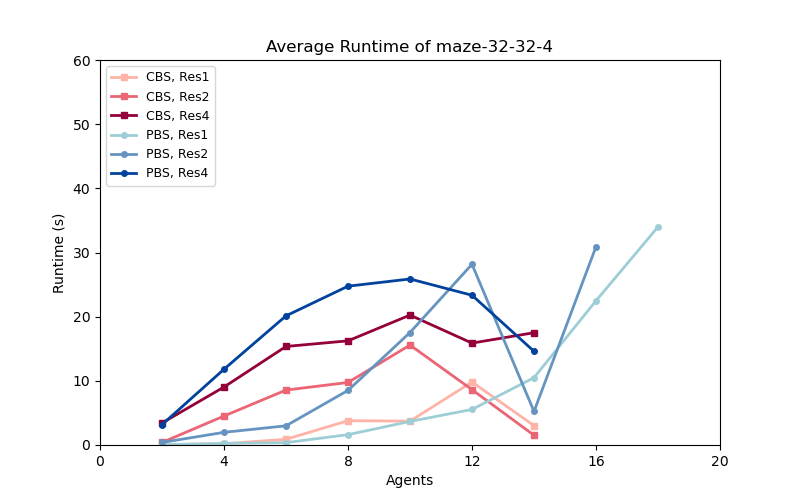 Average Runtime of maze-32-32-4
60
50
40
30
20
10
0
Runtime (s)
CBS, Res1
CBS, Res2
CBS, Res4
PBS, Res1
PBS, Res2
PBS, Res4
0 4 8 12 16 20
Agents